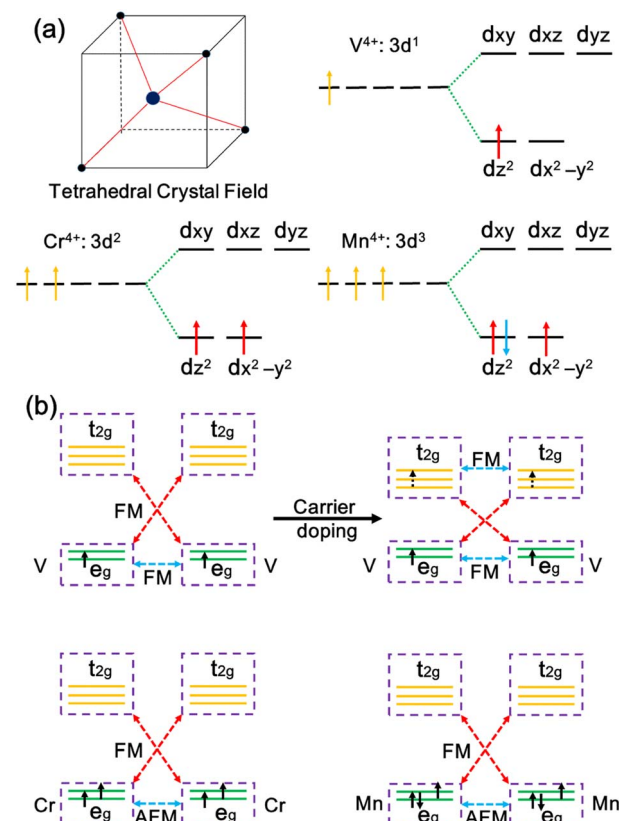 (a)
V4+: 3d1
dxy dxz dyz
dz2 dx2 –y2
Tetrahedral Crystal Field
Cr4+: 3d2
dxy dxz dyz
dz2 dx2 –y2
Mn4+: 3d3
dxy dxz dyz
dz2 dx2 –y2
(b)
t2g t2g
FM
V eg FM eg V
Carrier
doping
t2g FM t2g
V eg FM eg V
t2g t2g
FM
Cr eg AFM eg Cr
t2g t2g
FM
Mn eg AFM eg Mn